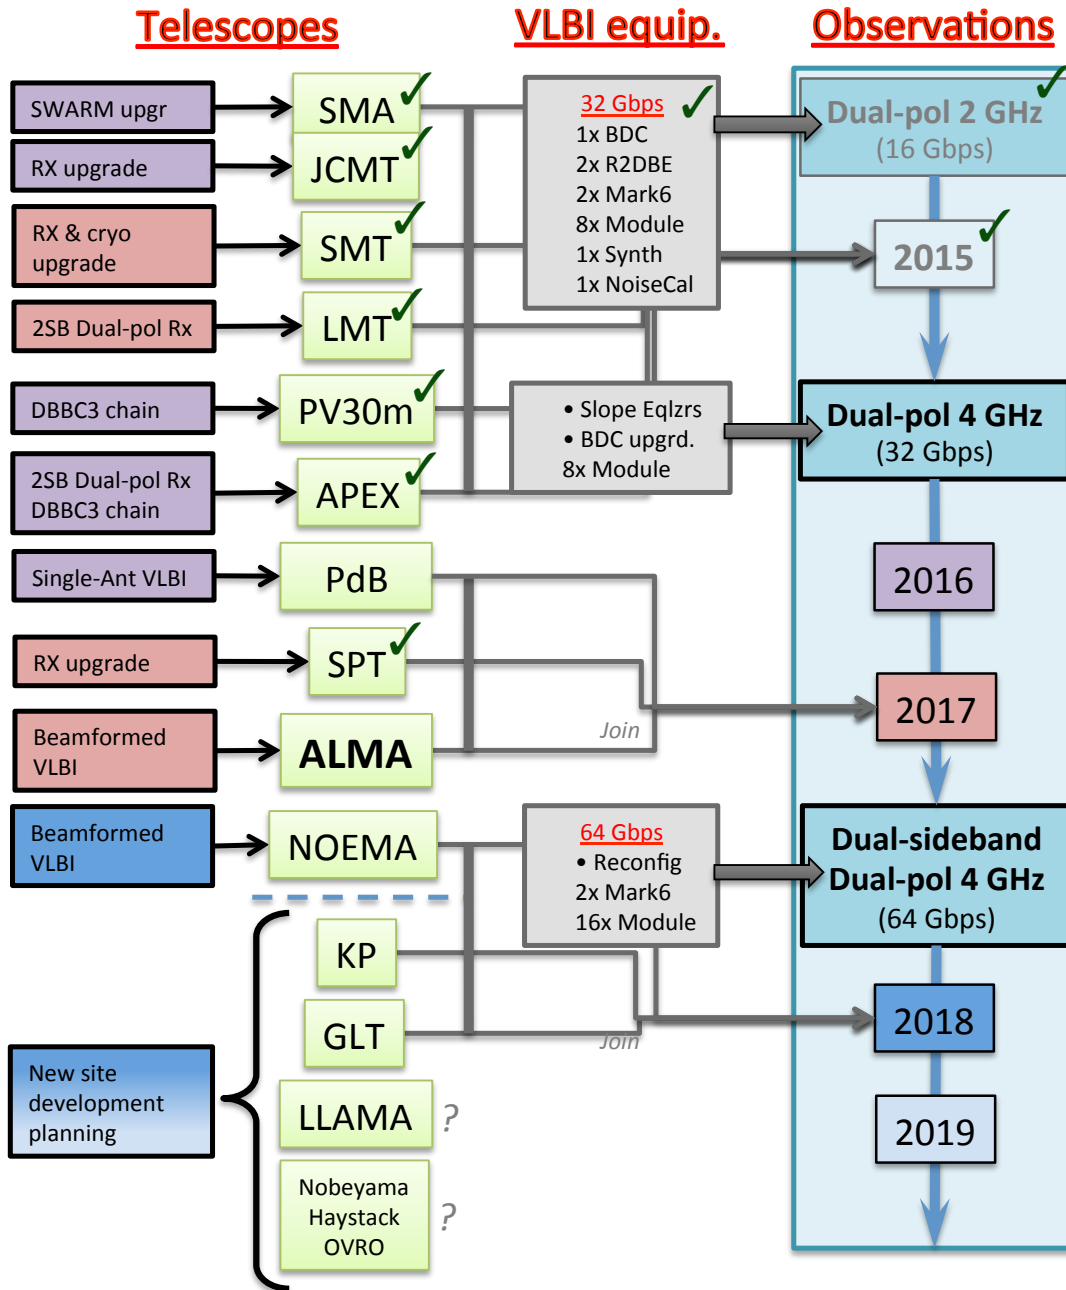 Telescopes
VLBI equip.
Observations
SWARM upgr
RX upgrade
RX & cryo
upgrade
2SB Dual-pol Rx
DBBC3 chain
2SB Dual-pol Rx
DBBC3 chain
Single-Ant VLBI
RX upgrade
Beamformed
VLBI
Beamformed
VLBI
New site
development
planning
SMA
JCMT
SMT
LMT
PV30m
APEX
PdB
SPT
ALMA
NOEMA
KP
GLT
LLAMA ?
Nobeyama
Haystack ?
OVRO
32 Gbps
1x BDC
2x R2DBE
2x Mark6
8x Module
1x Synth
1x NoiseCal
• Slope Eqlzrs
• BDC upgrd.
8x Module
Join
64 Gbps
• Reconfig
2x Mark6
16x Module
Join
Dual-pol 2 GHz
(16 Gbps)
2015
Dual-pol 4 GHz
(32 Gbps)
2016
2017
Dual-sideband
Dual-pol 4 GHz
(64 Gbps)
2018
2019